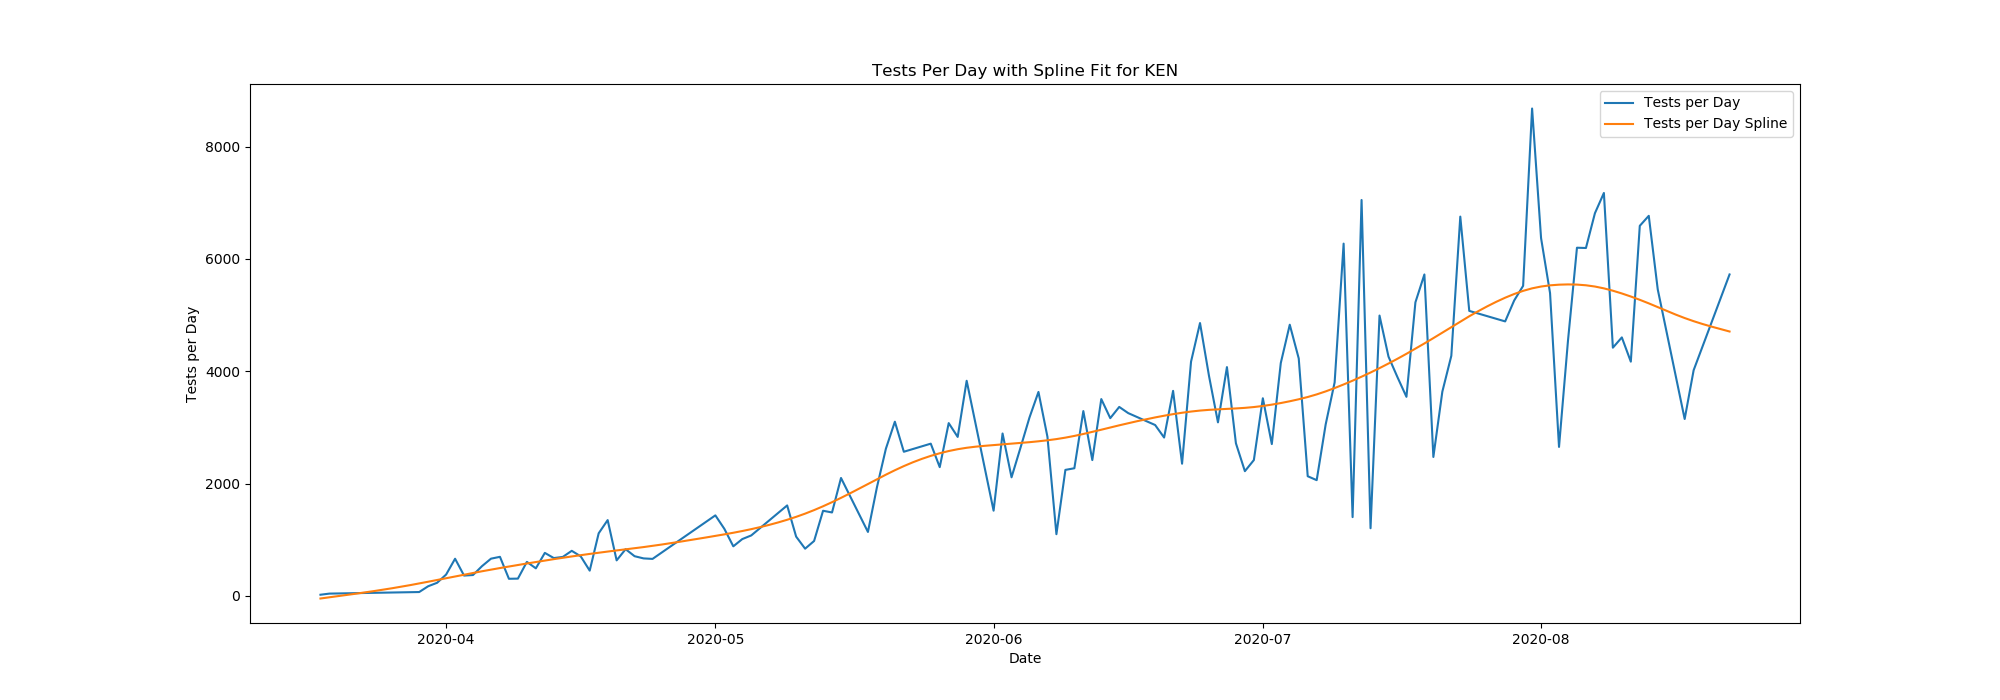 Tests Per Day with Spline Fit for KEN
Tests per Day
Tests per Day Spline
8000
6000
4000
2000
0
Tests per Day
2020-04
2020-05
2020-06
2020-07
2020-08
Date